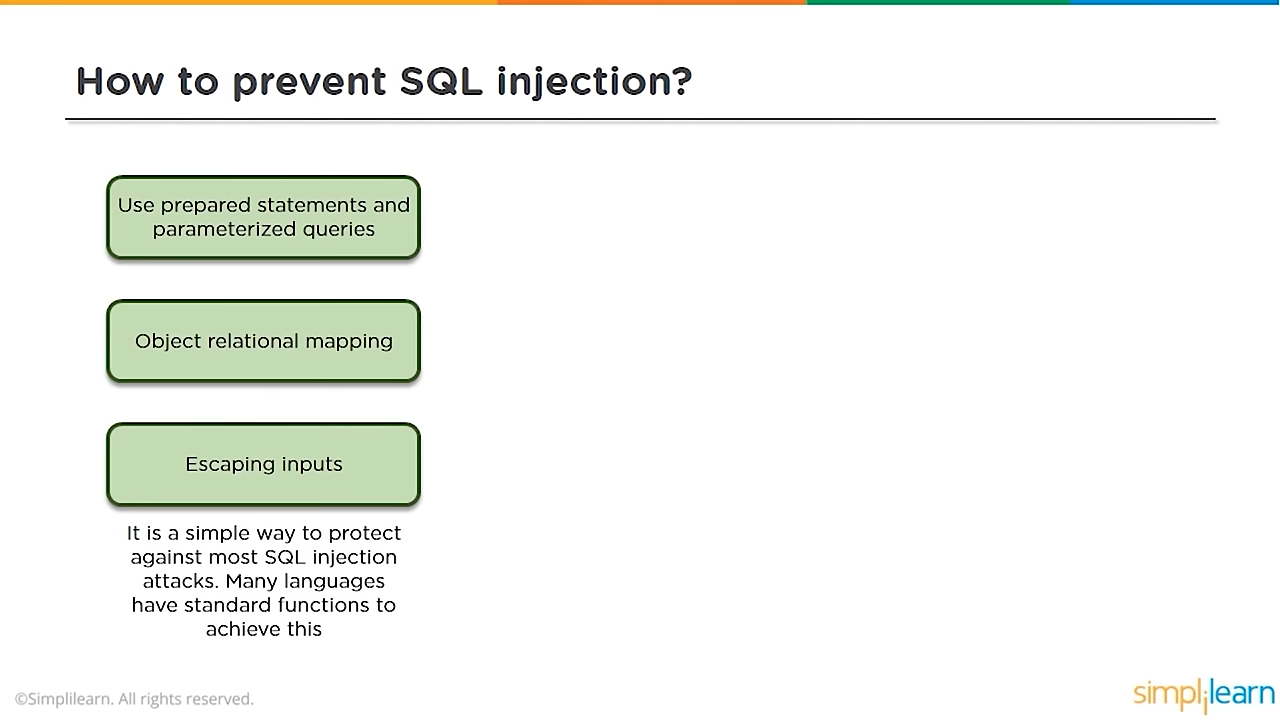 How to prevent SQL injection?
Use prepared statements and
parameterized queries
Object relational mapping
Escaping inputs
It is a simple way to protect
against most SQL injection
attacks. Many languages
have standard functions to
achieve this
©Simplilearn. All rights reserved.
simplilearn